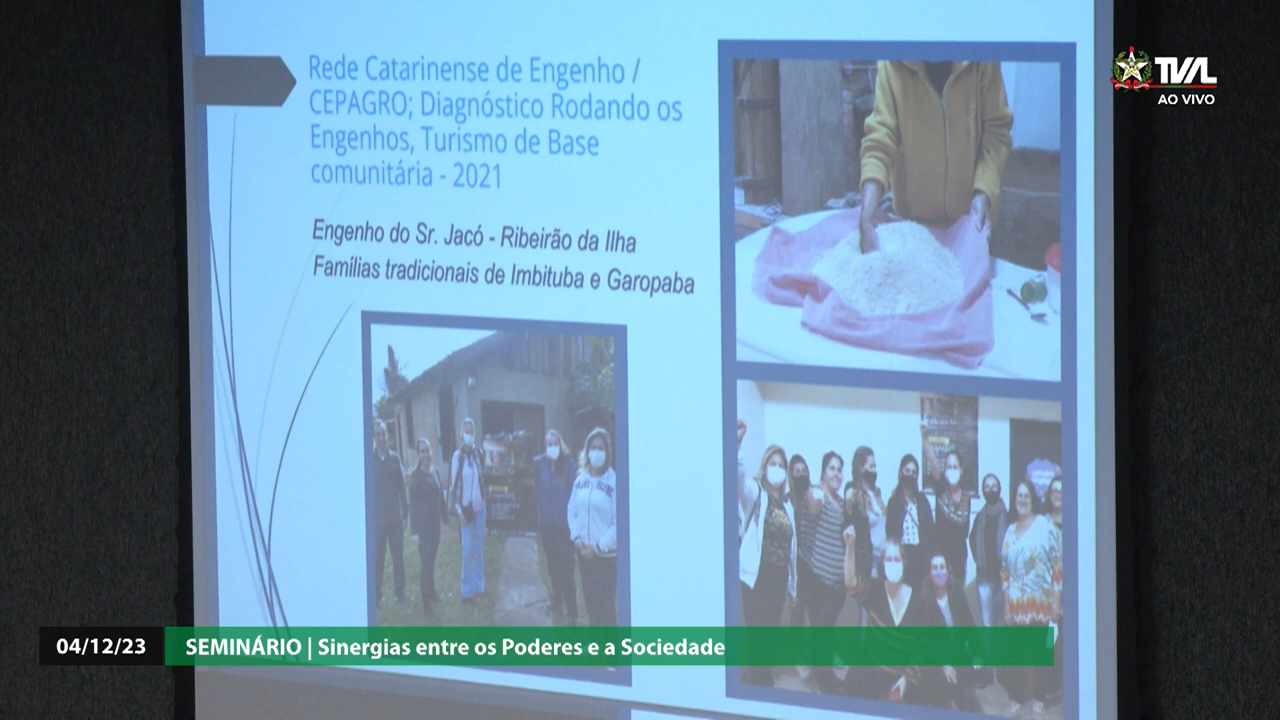 Rede Catarinense de Engenho /
CEPAGRO; Diagnóstico Rodando os
Engenhos, Turismo de Base
comunitária - 2021
Engenho do Sr. Jacó - Ribeirão da Ilha
Famílias tradicionais de Imbituba e Garopaba
TVAL
AO VIVO
04/12/23
SEMINÁRIO | Sinergias entre os Poderes e a Sociedade